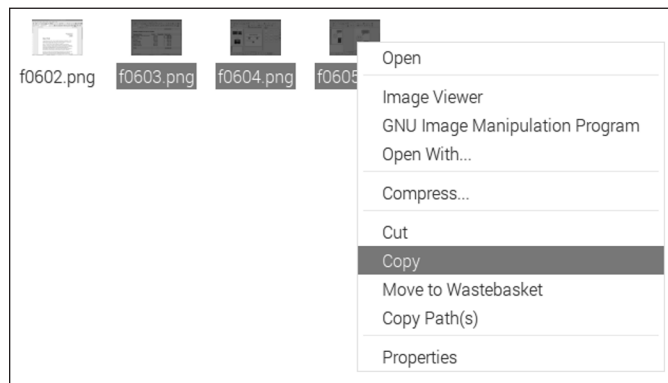 f0602.png f0603.png f0604.png f0605
Open
Image Viewer
GNU Image Manipulation Program
Open With...
Compress...
Cut
Copy
Move to Wastebasket
Copy Path(s)
Properties